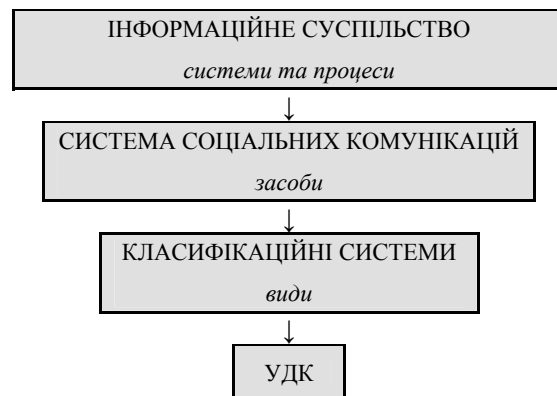 ІНФОРМАЦІЙНЕ СУСПІЛЬСТВО
системи та процеси
↓
СИСТЕМА СОЦІАЛЬНИХ КОМУНІКАЦІЙ
засоби
↓
КЛАСИФІКАЦІЙНІ СИСТЕМИ
види
↓
УДК